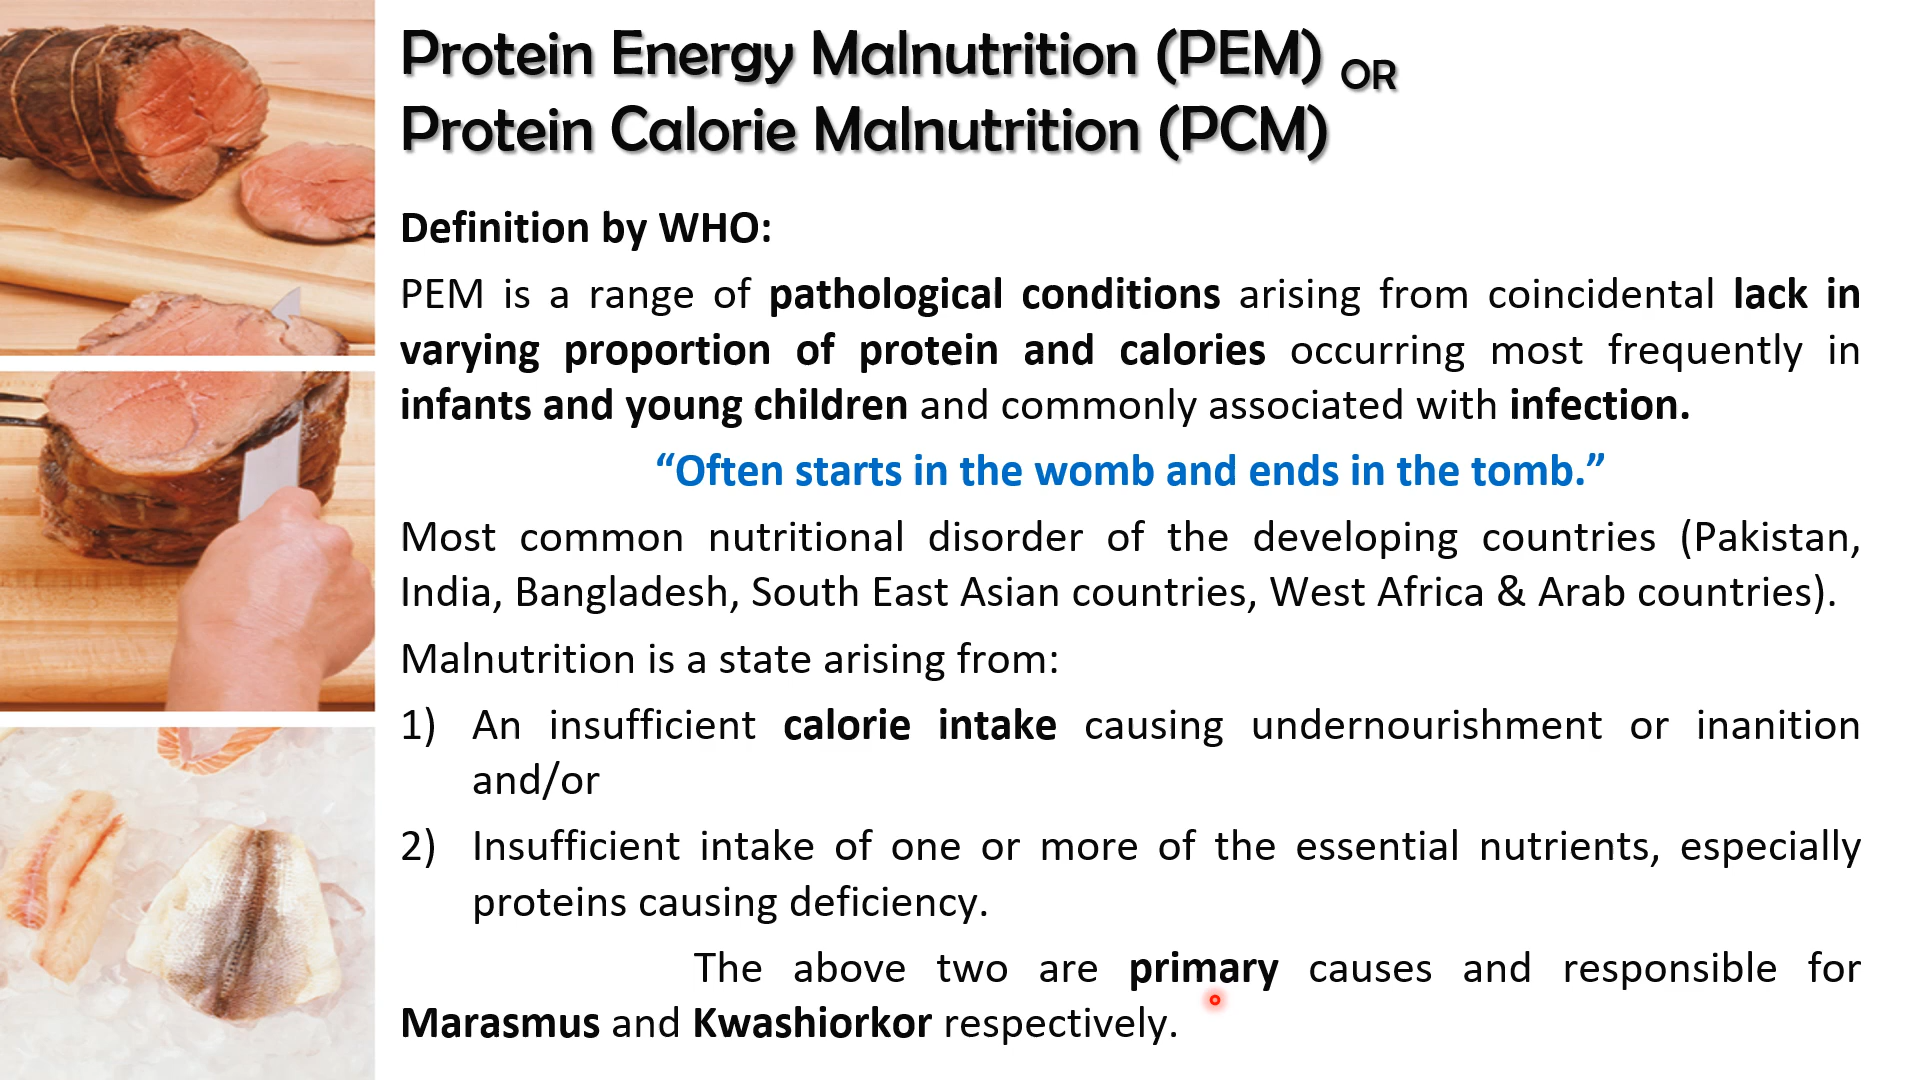 Protein Energy Malnutrition (PEM) OR
Protein Calorie Malnutrition (PCM)
Definition by WHO:
PEM is a range of pathological conditions arising from coincidental lack in
varying proportion of protein and calories occurring most frequently in
infants and young children and commonly associated with infection.
“Often starts in the womb and ends in the tomb.”
Most common nutritional disorder of the developing countries (Pakistan,
India, Bangladesh, South East Asian countries, West Africa & Arab countries).
Malnutrition is a state arising from:
1) An insufficient calorie intake causing undernourishment or inanition
and/or
2) Insufficient intake of one or more of the essential nutrients, especially
proteins causing deficiency.
The above two are primary causes and responsible for
Marasmus and Kwashiorkor respectively.